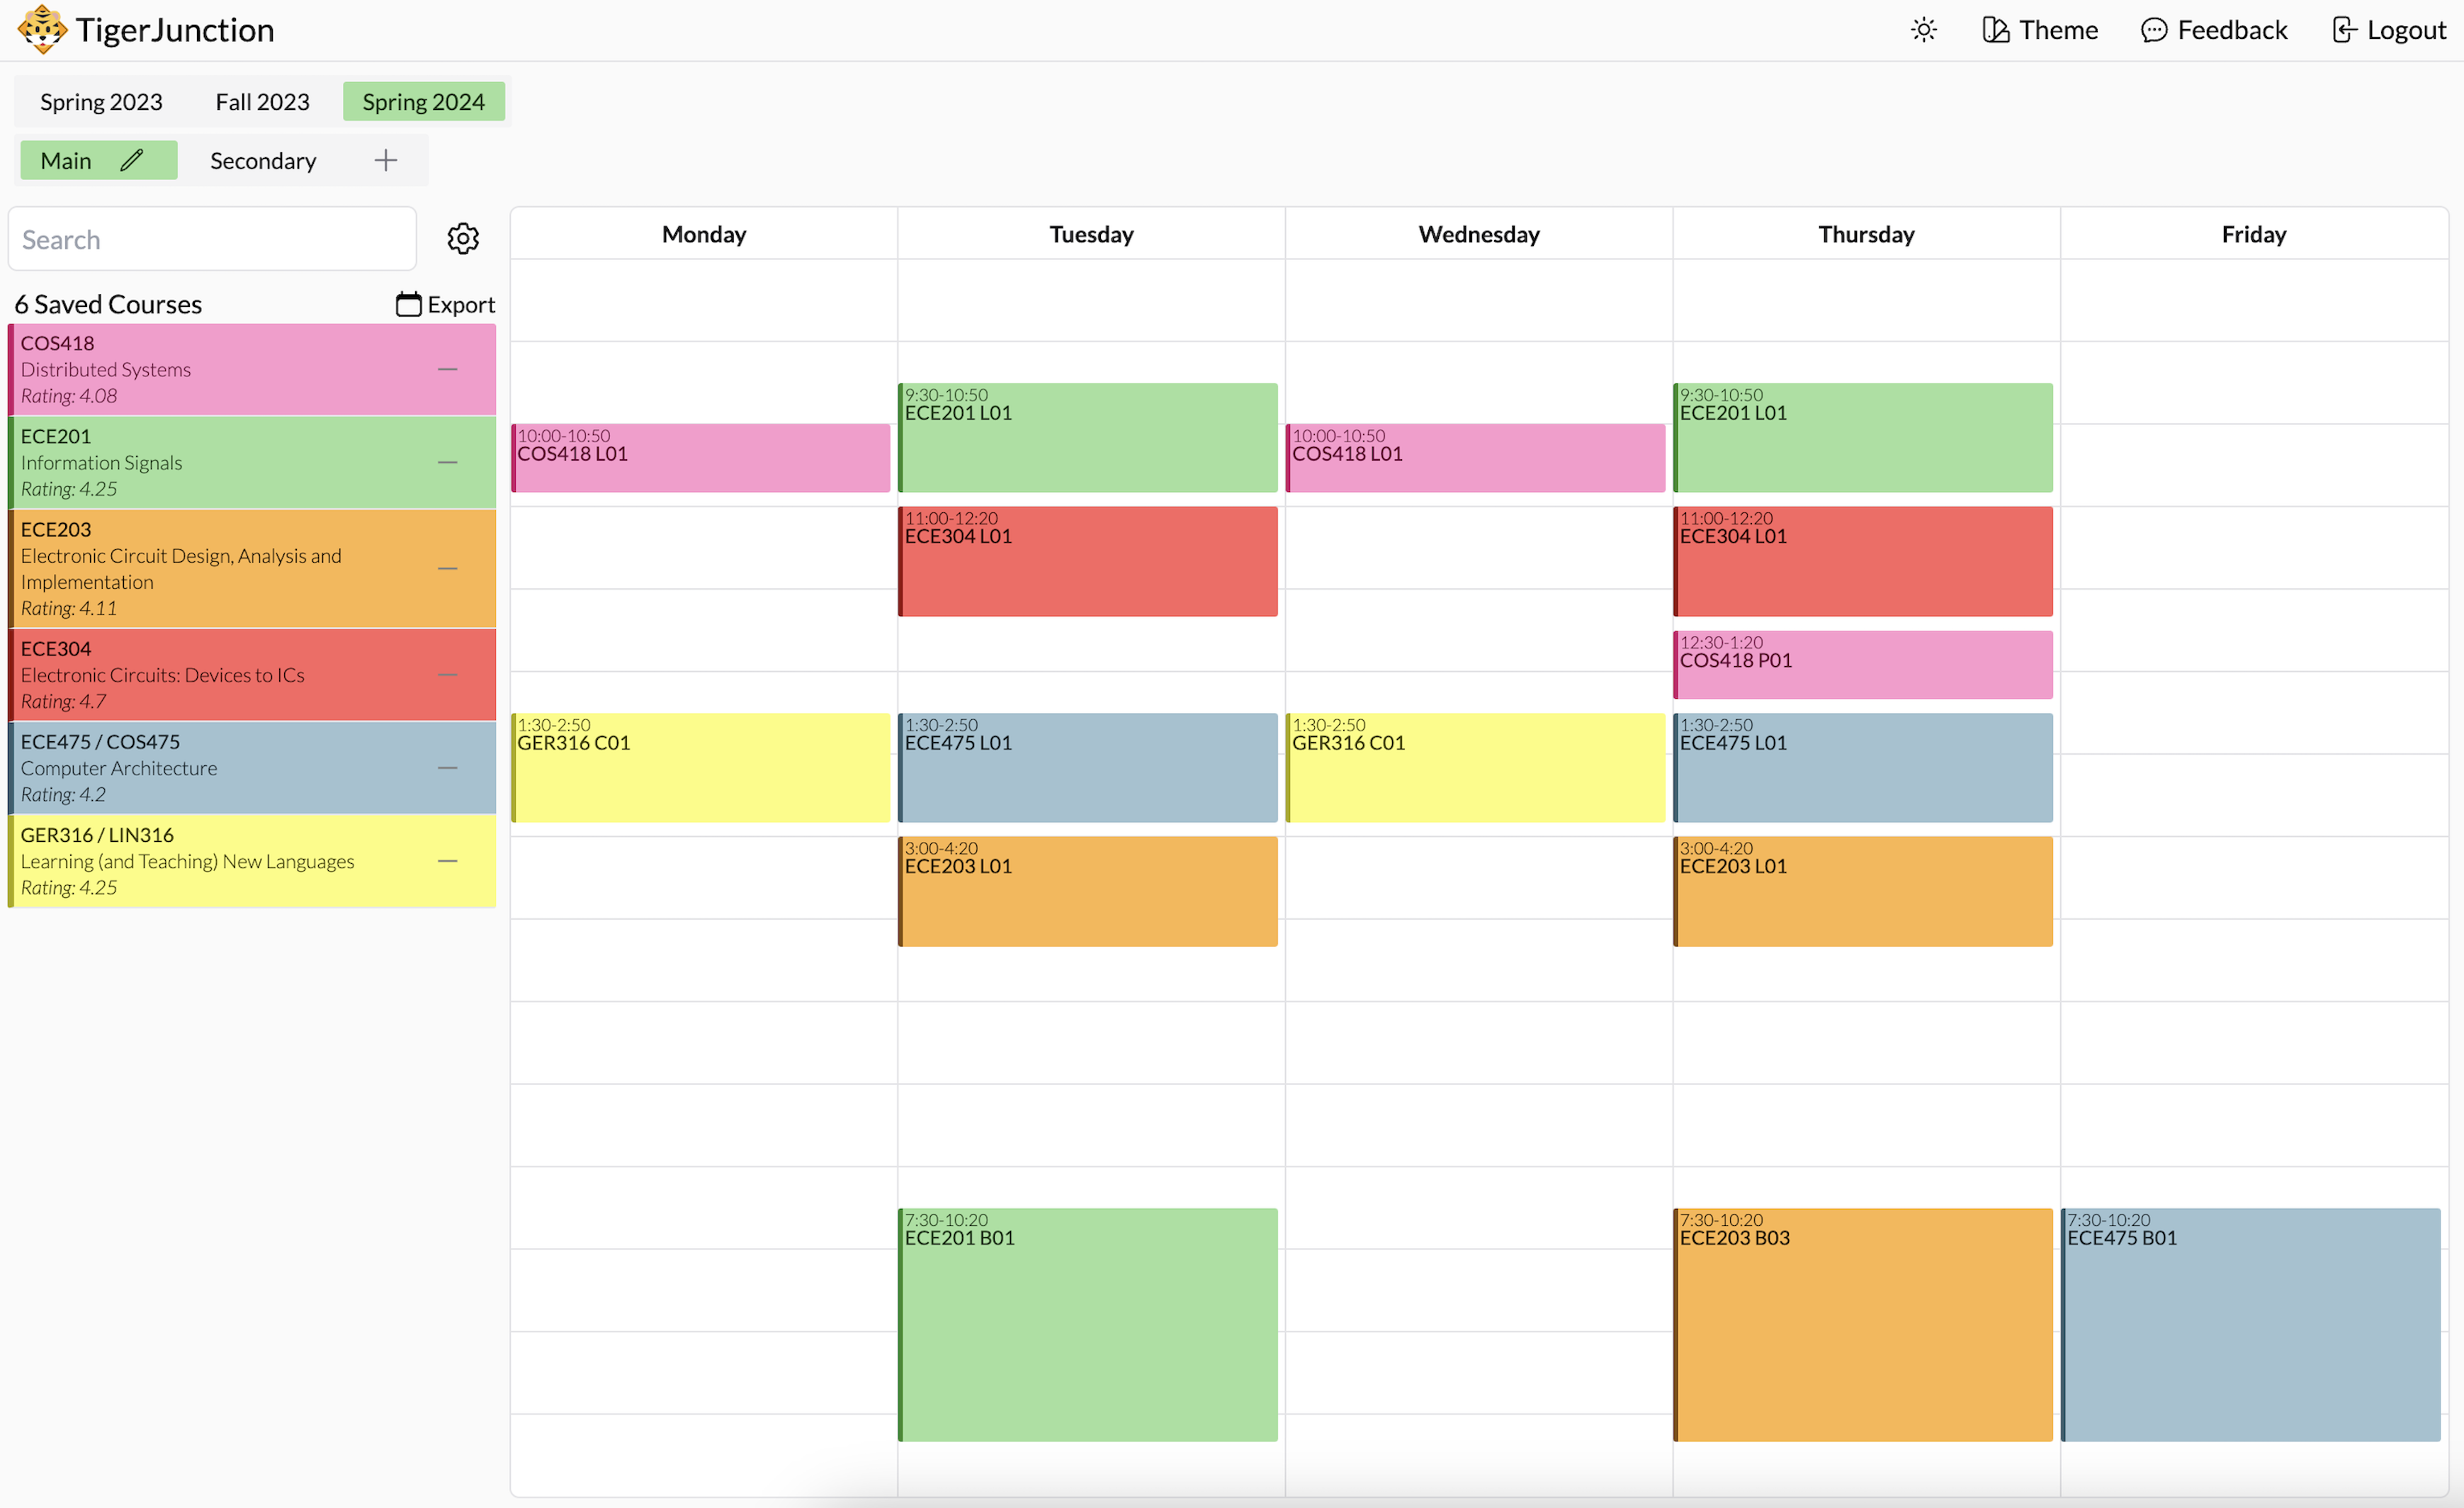 TigerJunction
Theme
Feedback
Logout
Spring 2023
Fall 2023
Spring 2024
Main
Secondary
Search
6 Saved Courses
Export
COS418
Distributed Systems
Rating: 4.08
ECE201
Information Signals
Rating: 4.25
ECE203
Electronic Circuit Design, Analysis and
Implementation
Rating: 4.11
ECE304
Electronic Circuits: Devices to ICs
Rating: 4.7
ECE475 / COS475
Computer Architecture
Rating: 4.2
GER316 / LIN316
Learning (and Teaching) New Languages
Rating: 4.25
Monday
Tuesday
Wednesday
Thursday
Friday
10:00-10:50
COS418 L01
1:30-2:50
GER316 C01
9:30-10:50
ECE201 L01
11:00-12:20
ECE304 L01
1:30-2:50
ECE475 L01
3:00-4:20
ECE203 L01
7:30-10:20
ECE201 B01
10:00-10:50
COS418 L01
1:30-2:50
GER316 C01
9:30-10:50
ECE201 L01
11:00-12:20
ECE304 L01
12:30-1:20
COS418 P01
1:30-2:50
ECE475 L01
3:00-4:20
ECE203 L01
7:30-10:20
ECE203 B03
7:30-10:20
ECE475 B01